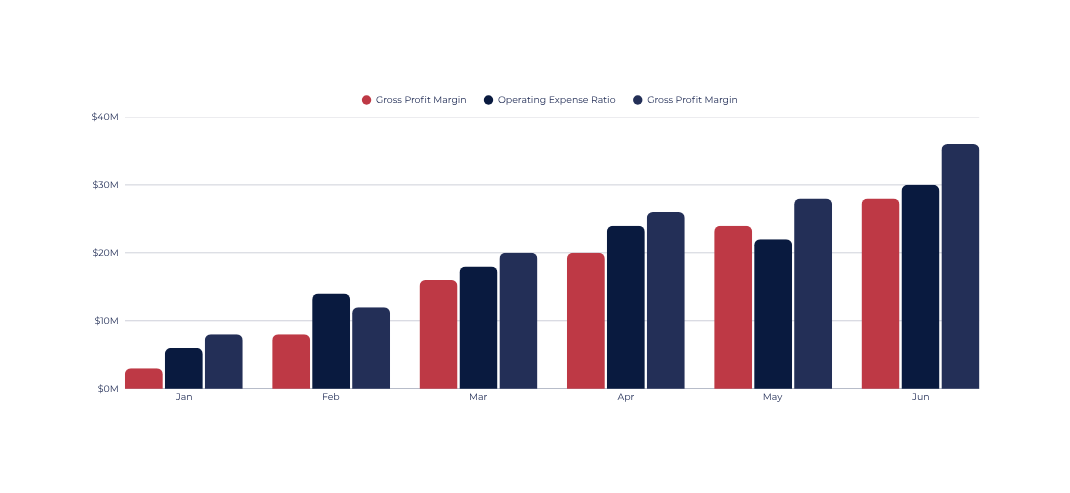 Gross Profit Margin Operating Expense Ratio Gross Profit Margin
$40M
$30M
$20M
$10M
$0M
Jan Feb Mar Apr May Jun